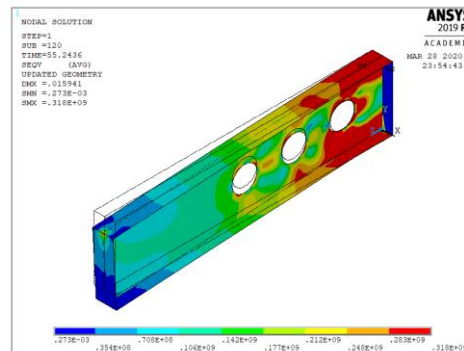 1
NODAL SOLUTION
STEP=1
SUB =120
TIME=55.2436
SEQV (AVG)
UPDATED GEOMETRY
DMX =.015941
SMN =.273E-03
SMX =.318E+09
ANSYS
2019 R
ACADEMI
MAR 28 2020
23:54:43
Y
Z X
.273E-03 .354E+08 .708E+08 .106E+09 .142E+09 .177E+09 .212E+09 .248E+09 .283E+09 .318E+09